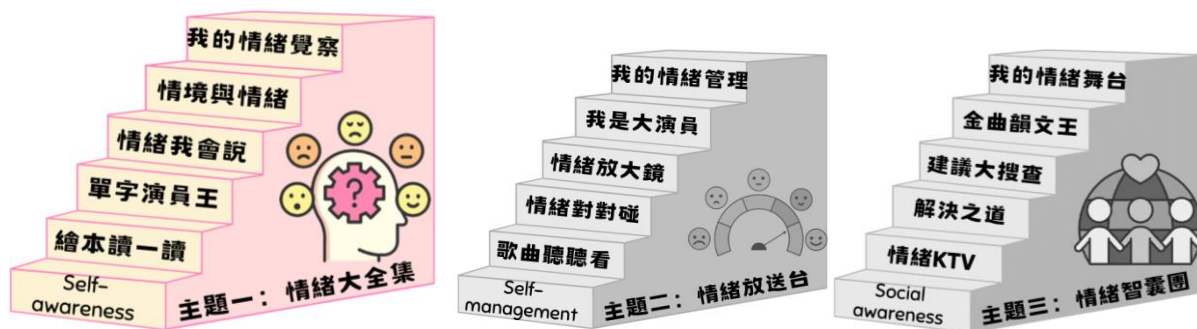 我的情緒覺察
情境與情緒
情緒我會說
單字演員王
繪本讀一讀
Self-
awareness
主題一：情緒大全集
?
我的情緒管理
我是大演員
情緒放大鏡
情緒對對碰
歌曲聽聽看
Self-
management
主題二：情緒放送台
我的情緒舞台
金曲韻文王
建議大搜查
解決之道
情緒KTV
Social
awareness
主題三：情緒智囊團